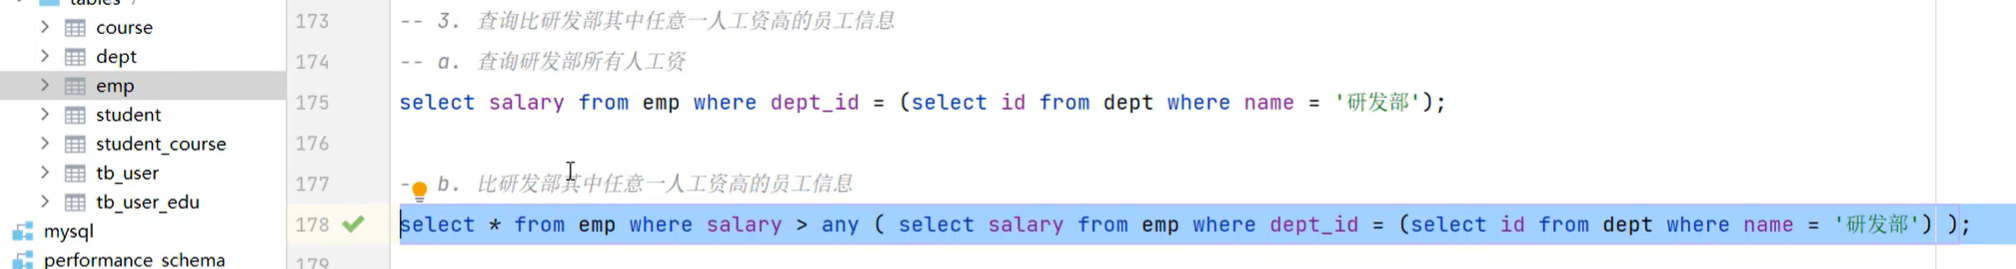 tables
course
dept
emp
student
student_course
tb_user
tb_user_edu
mysql
performance_schema
173 -- 3. 查询比研发部其中任意一人工资高的员工信息
174 -- a. 查询研发部所有人工资
175 select salary from emp where dept_id = (select id from dept where name = '研发部');
176
177 - b. 比研发部其中任意一人工资高的员工信息
178 select * from emp where salary > any ( select salary from emp where dept_id = (select id from dept where name = '研发部') );
179